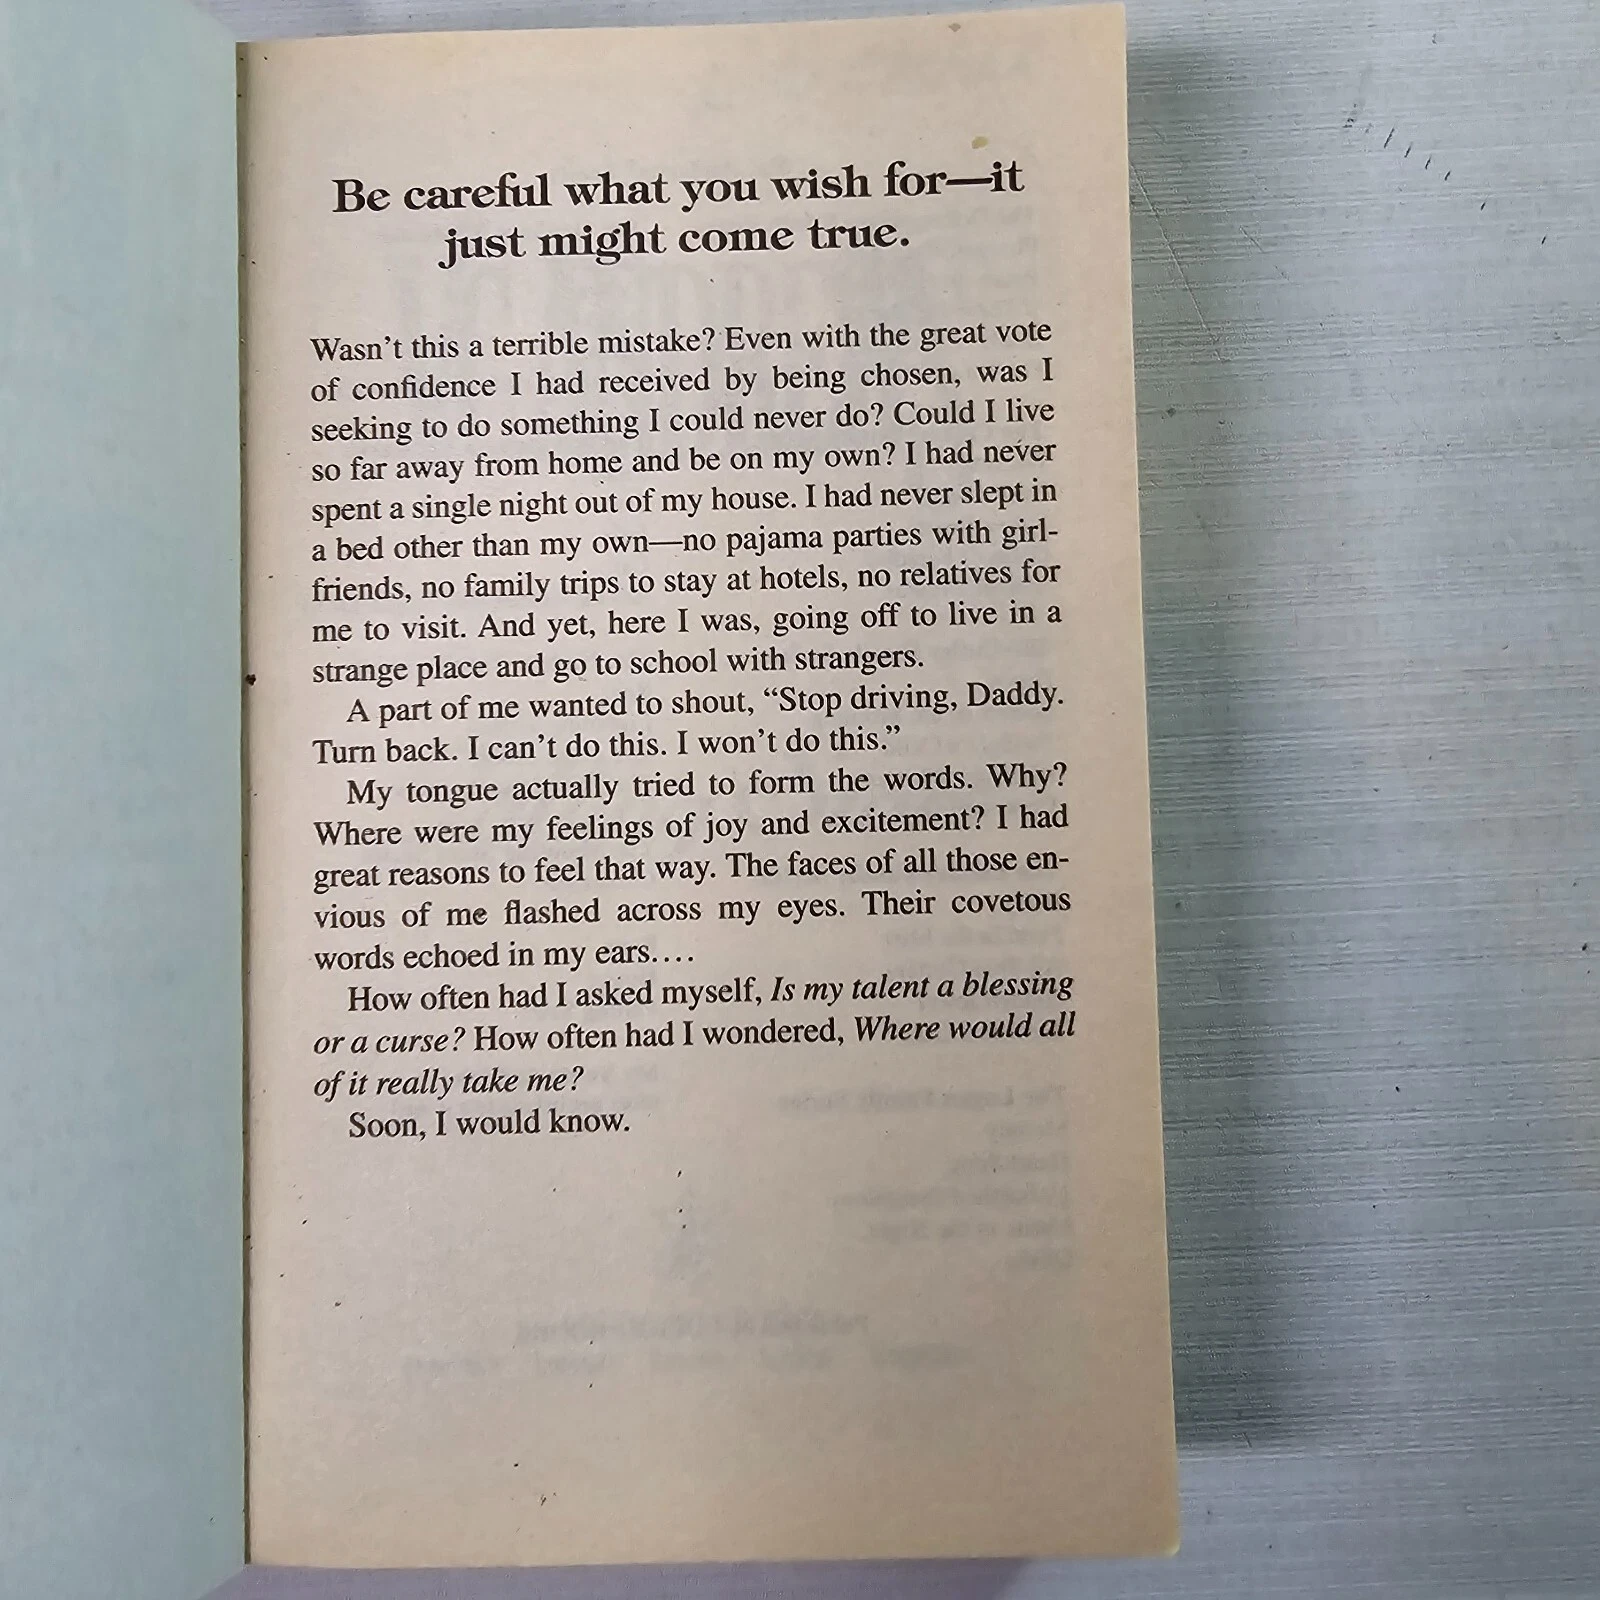 Be careful what you wish for—it
just might come true.
Wasn't this a terrible mistake? Even with the great vote
of confidence I had received by being chosen, was I
seeking to do something I could never do? Could I live
so far away from home and be on my own? I had never
spent a single night out of my house. I had never slept in
a bed other than my own—no pajama parties with girl-
friends, no family trips to stay at hotels, no relatives for
me to visit. And yet, here I was, going off to live in a
strange place and go to school with strangers.
A part of me wanted to shout, “Stop driving, Daddy.
Turn back. I can't do this. I won't do this.”
My tongue actually tried to form the words. Why?
Where were my feelings of joy and excitement? I had
great reasons to feel that way. The faces of all those en-
vious of me flashed across my eyes. Their covetous
words echoed in my ears....
How often had I asked myself, Is my talent a blessing
or a curse? How often had I wondered, Where would all
of it really take me?
Soon, I would know.